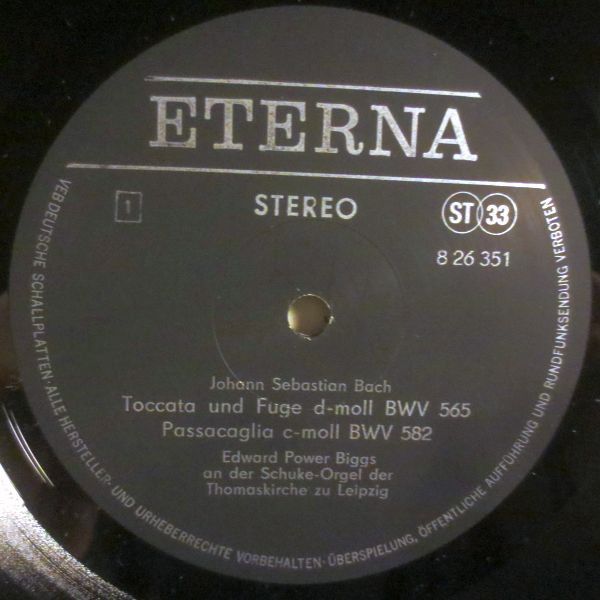 ETERNA
1
STEREO
ST 33
8 26 351
Johann Sebastian Bach
Toccata und Fuge d-moll BWV 565
Passacaglia c-moll BWV 582
Edward Power Biggs
an der Schuke-Orgel der
Thomaskirche zu Leipzig
VEB DEUTSCHE SCHALLPLATTEN · ALLE HERSTELLER- UND URHEBERRECHTE VORBEHALTEN · ÜBERSPIELUNG, ÖFFENTLICHE AUFFÜHRUNG UND RUNDFUNKSENDUNG VERBOTEN